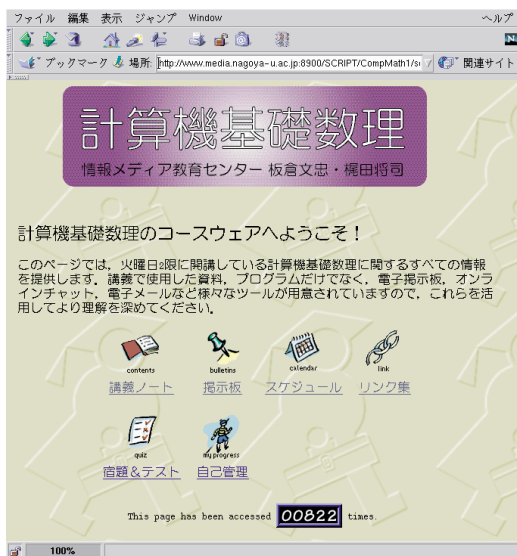 ファイル 編集 表示 ジャンプ Window ヘルプ
ブックマーク 場所: http://www.media.nagoya-u.ac.jp:8900/SCRIPT/CompMath1/s 関連サイト
計算機基礎数理
情報メディア教育センター 板倉文忠・梶田将司
計算機基礎数理のコースウェアへようこそ！
このページでは，火曜日2限に開講している計算機基礎数理に関するすべての情報
を提供します．講義で使用した資料，プログラムだけでなく，電子掲示板，オンラ
インチャット，電子メールなど様々なツールが用意されていますので，これらを活
用してより理解を深めてください．
contents bulletins calendar link
講義ノート 掲示板 スケジュール リンク集
quiz my progress
宿題＆テスト 自己管理
This page has been accessed 00822 times.
100%